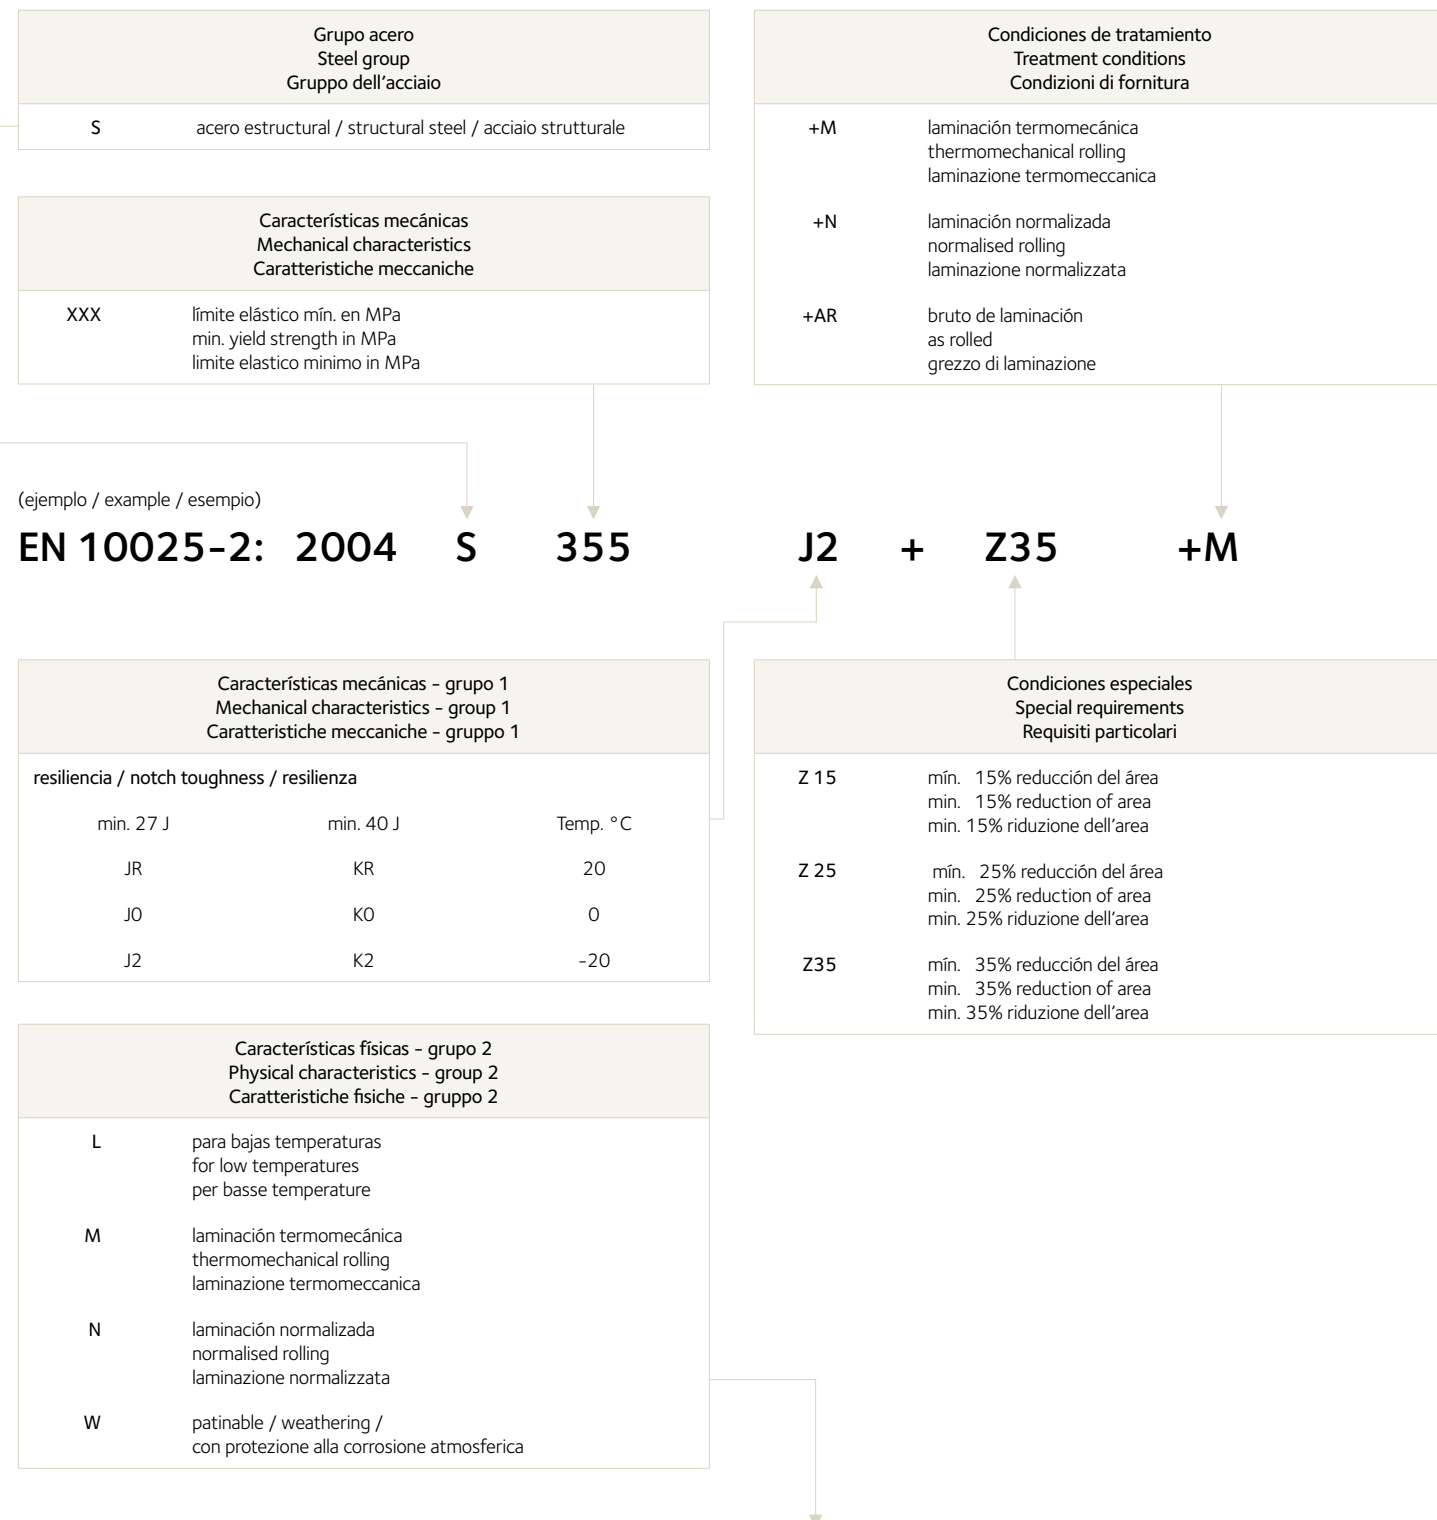 Grupo acero
Steel group
Gruppo dell'acciaio
S acero estructural / structural steel / acciaio strutturale
Características mecánicas
Mechanical characteristics
Caratteristiche meccaniche
XXX límite elástico mín. en MPa
min. yield strength in MPa
limite elastico minimo in MPa
Condiciones de tratamiento
Treatment conditions
Condizioni di fornitura
+M laminación termomecánica
thermomechanical rolling
laminazione termomeccanica
+N laminación normalizada
normalised rolling
laminazione normalizzata
+AR bruto de laminación
as rolled
grezzo di laminazione
(ejemplo / example / esempio)
EN 10025-2: 2004 S 355 J2 + Z35 +M
Características mecánicas - grupo 1
Mechanical characteristics - group 1
Caratteristiche meccaniche - gruppo 1
resiliencia / notch toughness / resilienza
min. 27 J min. 40 J Temp. °C
JR KR 20
J0 K0 0
J2 K2 -20
Condiciones especiales
Special requirements
Requisiti particolari
Z 15 mín. 15% reducción del área
min. 15% reduction of area
min. 15% riduzione dell'area
Z 25 mín. 25% reducción del área
min. 25% reduction of area
min. 25% riduzione dell'area
Z35 mín. 35% reducción del área
min. 35% reduction of area
min. 35% riduzione dell'area
Características físicas - grupo 2
Physical characteristics - group 2
Caratteristiche fisiche - gruppo 2
L para bajas temperaturas
for low temperatures
per basse temperature
M laminación termomecánica
thermomechanical rolling
laminazione termomeccanica
N laminación normalizada
normalised rolling
laminazione normalizzata
W patinable / weathering /
con protezione alla corrosione atmosferica